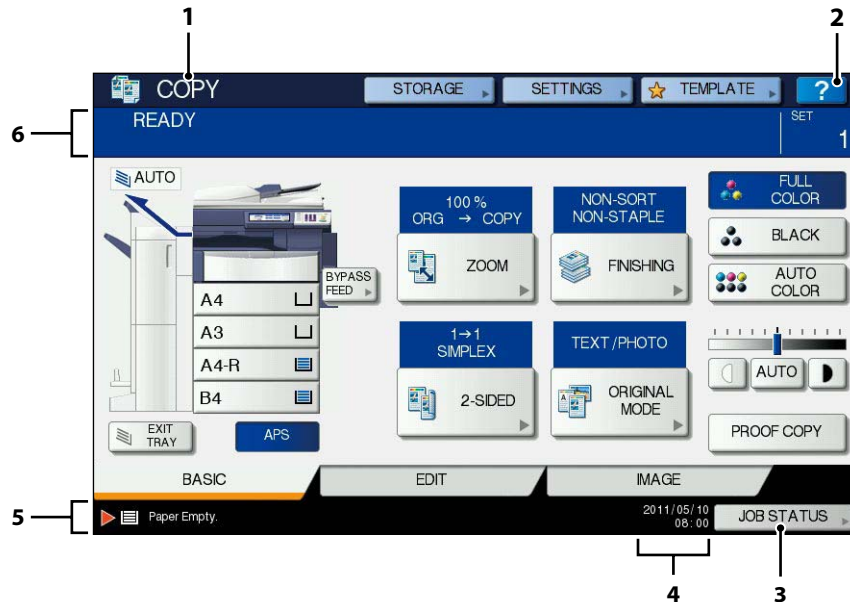 1
2
COPY
STORAGE
SETTINGS
TEMPLATE
?
6
READY
SET
1
AUTO
100 %
ORG → COPY
NON-SORT
NON-STAPLE
FULL
COLOR
ZOOM
FINISHING
BLACK
BYPASS
FEED
AUTO
COLOR
A4
A3
A4-R
B4
1→1
SIMPLEX
TEXT/PHOTO
2-SIDED
ORIGINAL
MODE
AUTO
EXIT
TRAY
APS
PROOF COPY
BASIC
EDIT
IMAGE
5
Paper Empty.
2011/05/10
08:00
JOB STATUS
4
3